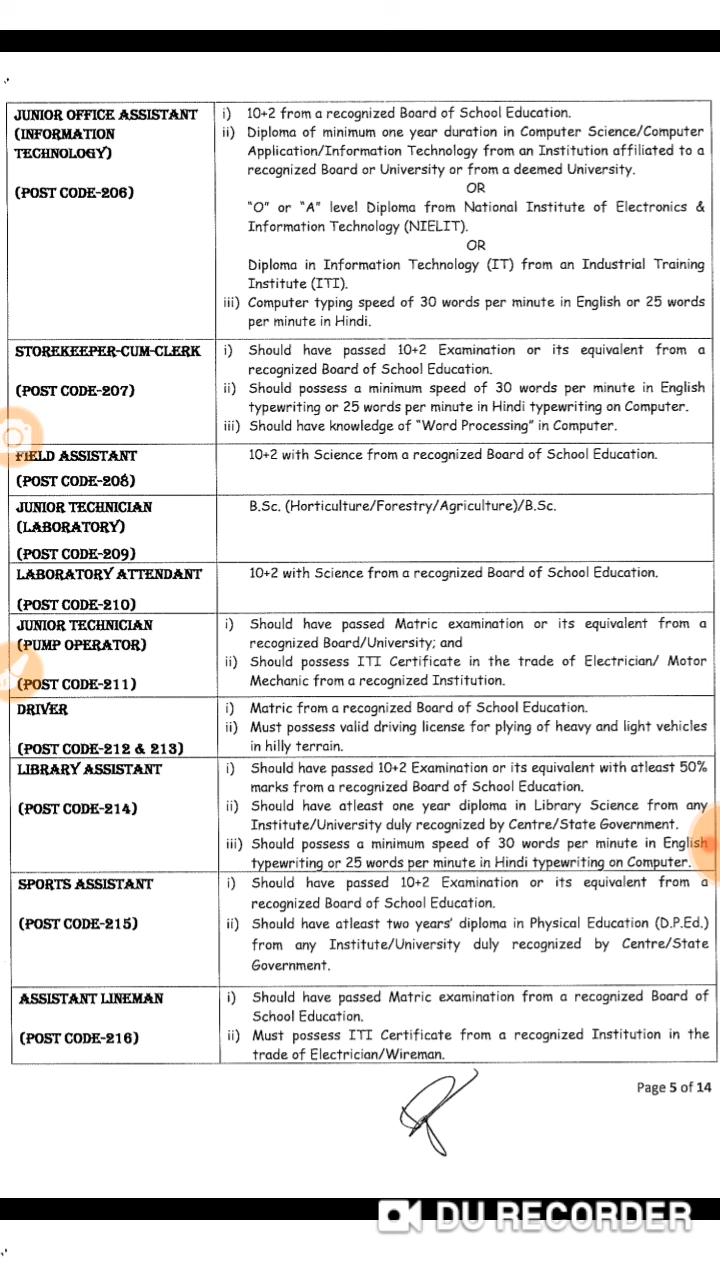 JUNIOR OFFICE ASSISTANT
(INFORMATION
TECHNOLOGY)
(POST CODE-206)
i) 10+2 from a recognized Board of School Education.
ii) Diploma of minimum one year duration in Computer Science/Computer
Application/Information Technology from an Institution affiliated to a
recognized Board or University or from a deemed University.
OR
"O" or "A" level Diploma from National Institute of Electronics &
Information Technology (NIELIT).
OR
Diploma in Information Technology (IT) from an Industrial Training
Institute (ITI).
iii) Computer typing speed of 30 words per minute in English or 25 words
per minute in Hindi.
STOREKEEPER-CUM-CLERK
(POST CODE-207)
i) Should have passed 10+2 Examination or its equivalent from a
recognized Board of School Education.
ii) Should possess a minimum speed of 30 words per minute in English
typewriting or 25 words per minute in Hindi typewriting on Computer.
iii) Should have knowledge of "Word Processing" in Computer.
FIELD ASSISTANT
(POST CODE-208)
10+2 with Science from a recognized Board of School Education.
JUNIOR TECHNICIAN
(LABORATORY)
(POST CODE-209)
B.Sc. (Horticulture/Forestry/Agriculture)/B.Sc.
LABORATORY ATTENDANT
(POST CODE-210)
10+2 with Science from a recognized Board of School Education.
JUNIOR TECHNICIAN
(PUMP OPERATOR)
(POST CODE-211)
i) Should have passed Matric examination or its equivalent from a
recognized Board/University; and
ii) Should possess ITI Certificate in the trade of Electrician/ Motor
Mechanic from a recognized Institution.
DRIVER
(POST CODE-212 & 213)
i) Matric from a recognized Board of School Education.
ii) Must possess valid driving license for plying of heavy and light vehicles
in hilly terrain.
LIBRARY ASSISTANT
(POST CODE-214)
i) Should have passed 10+2 Examination or its equivalent with atleast 50%
marks from a recognized Board of School Education.
ii) Should have atleast one year diploma in Library Science from any
Institute/University duly recognized by Centre/State Government.
iii) Should possess a minimum speed of 30 words per minute in English
typewriting or 25 words per minute in Hindi typewriting on Computer.
SPORTS ASSISTANT
(POST CODE-215)
i) Should have passed 10+2 Examination or its equivalent from a
recognized Board of School Education.
ii) Should have atleast two years' diploma in Physical Education (D.P.Ed.)
from any Institute/University duly recognized by Centre/State
Government.
ASSISTANT LINEMAN
(POST CODE-216)
i) Should have passed Matric examination from a recognized Board of
School Education.
ii) Must possess ITI Certificate from a recognized Institution in the
trade of Electrician/Wireman.
Page 5 of 14
DU RECORDER